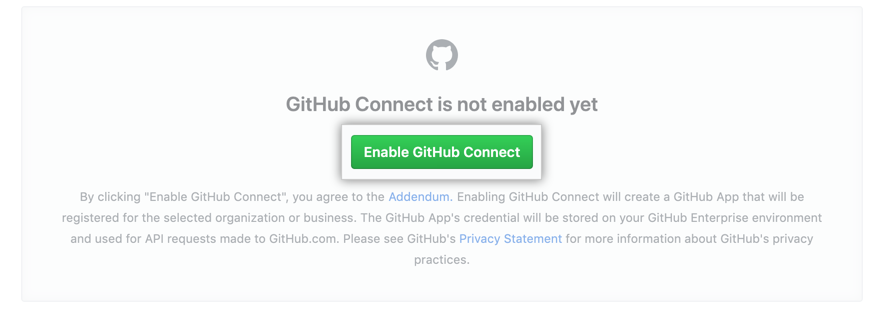 GitHub Connect is not enabled yet
Enable GitHub Connect
By clicking "Enable GitHub Connect", you agree to the Addendum. Enabling GitHub Connect will create a GitHub App that will be
registered for the selected organization or business. The GitHub App's credential will be stored on your GitHub Enterprise environment
and used for API requests made to GitHub.com. Please see GitHub's Privacy Statement for more information about GitHub's privacy
practices.